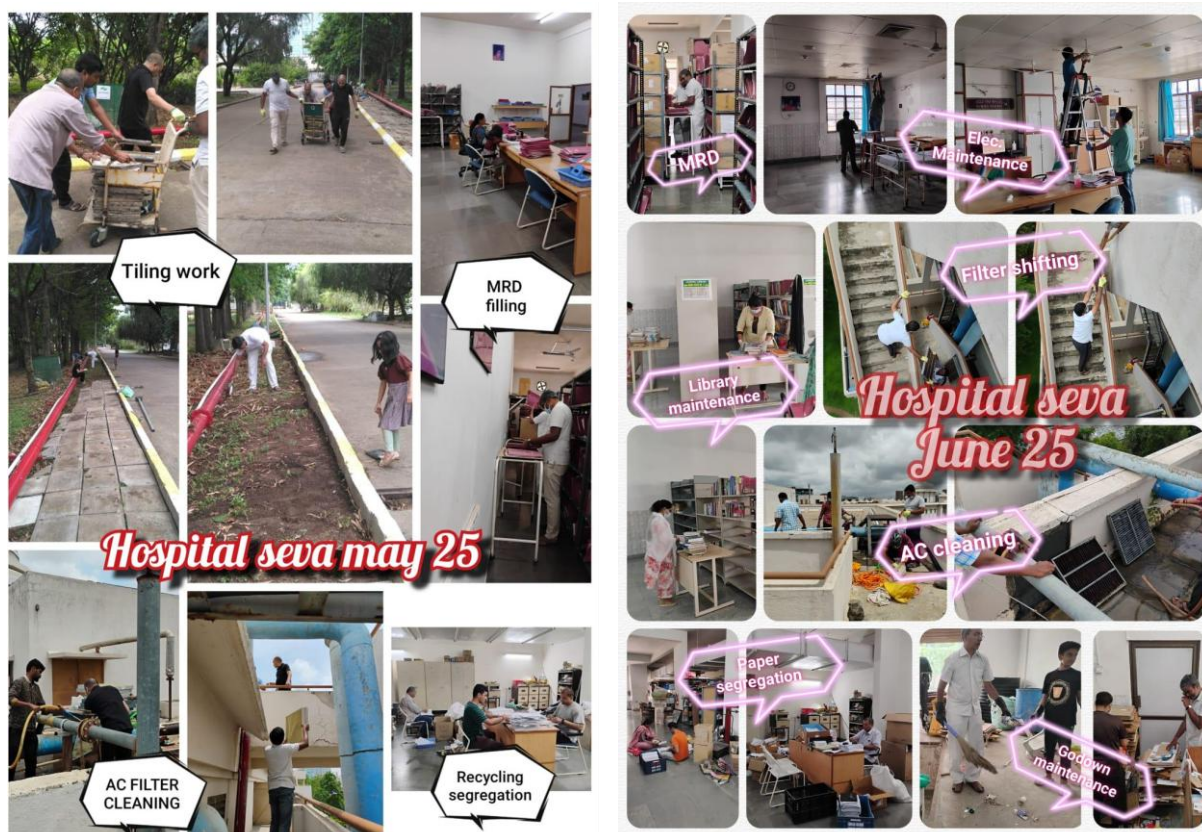 Tiling work
MRD
filling
Hospital seva may 25
AC FILTER
CLEANING
Recycling
segregation
MRD
Elec.
Maintenance
Filter shifting
Library
maintenance
Hospital seva
June 25
AC cleaning
Paper
segregation
Godown
maintenance